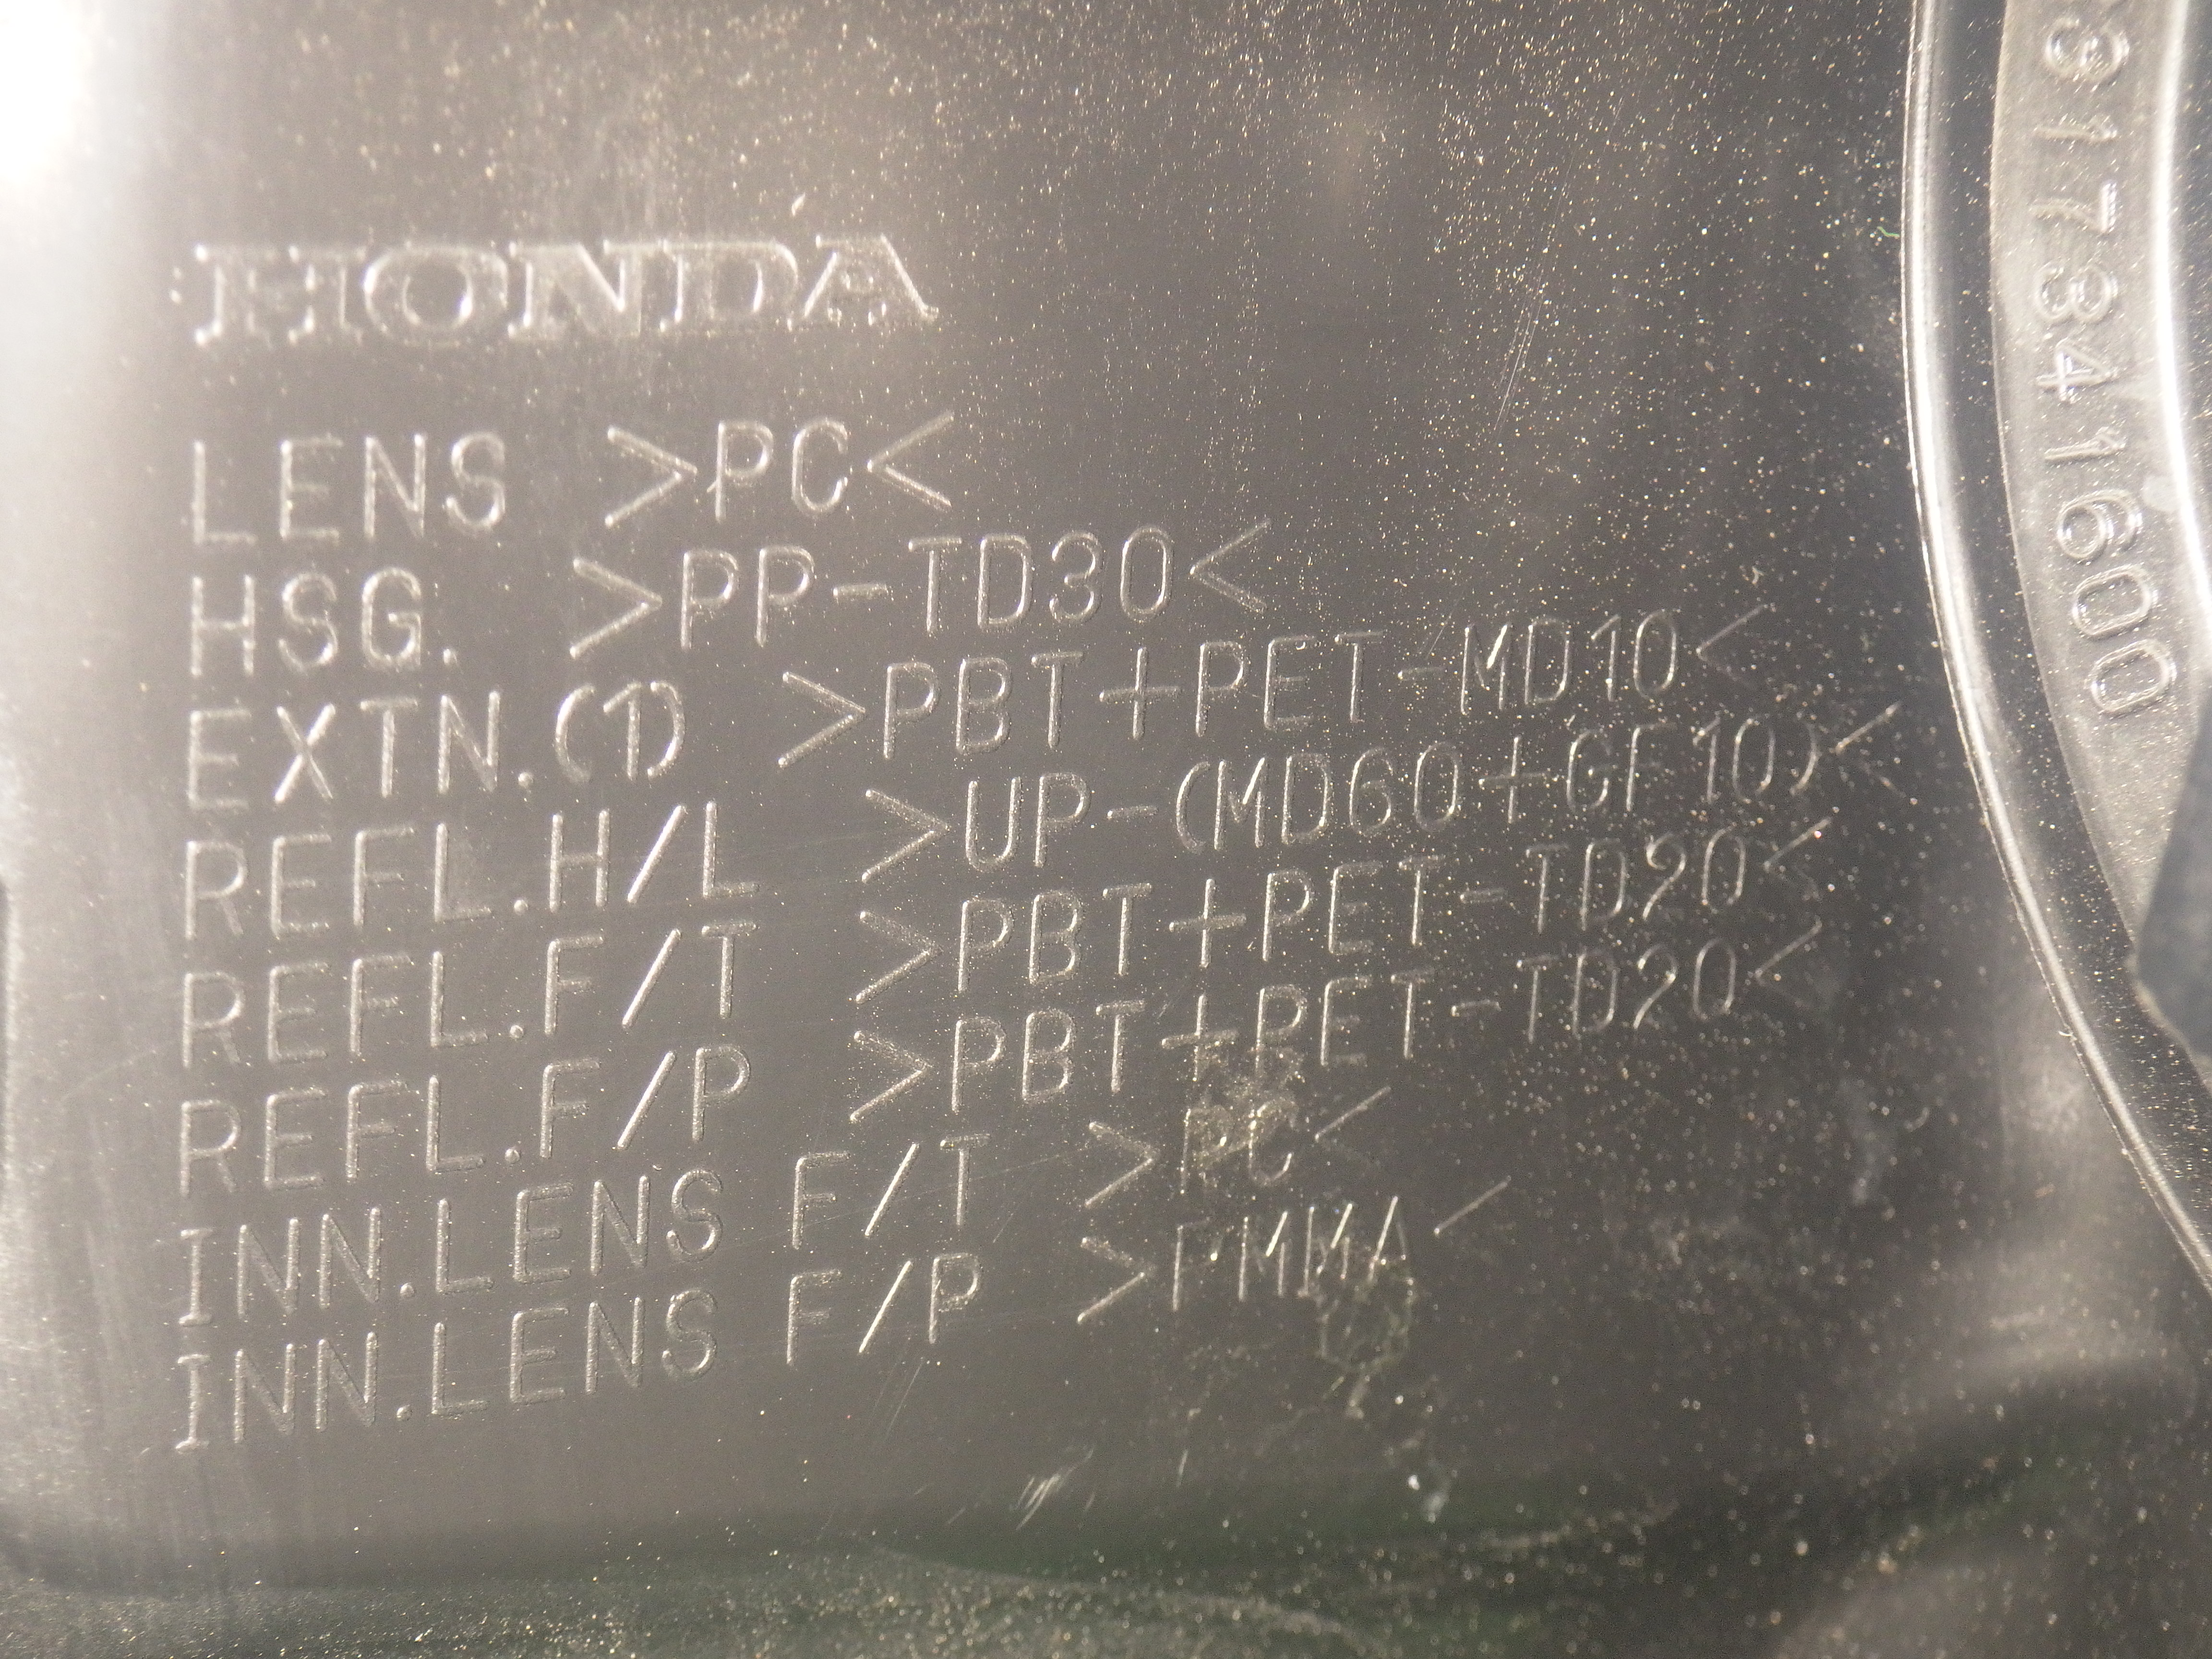 HONDA
LENS >PC<
HSG. >PP-TD30<
EXTN.(1) >PBT+PET-MD10<
REFL.H/L >UP-(MD60+GF10)<
REFL.F/T >PBT+PET-TD20<
REFL.F/P >PBT+PET-TD20<
INN.LENS F/T >PC<
INN.LENS F/P >PMMA<